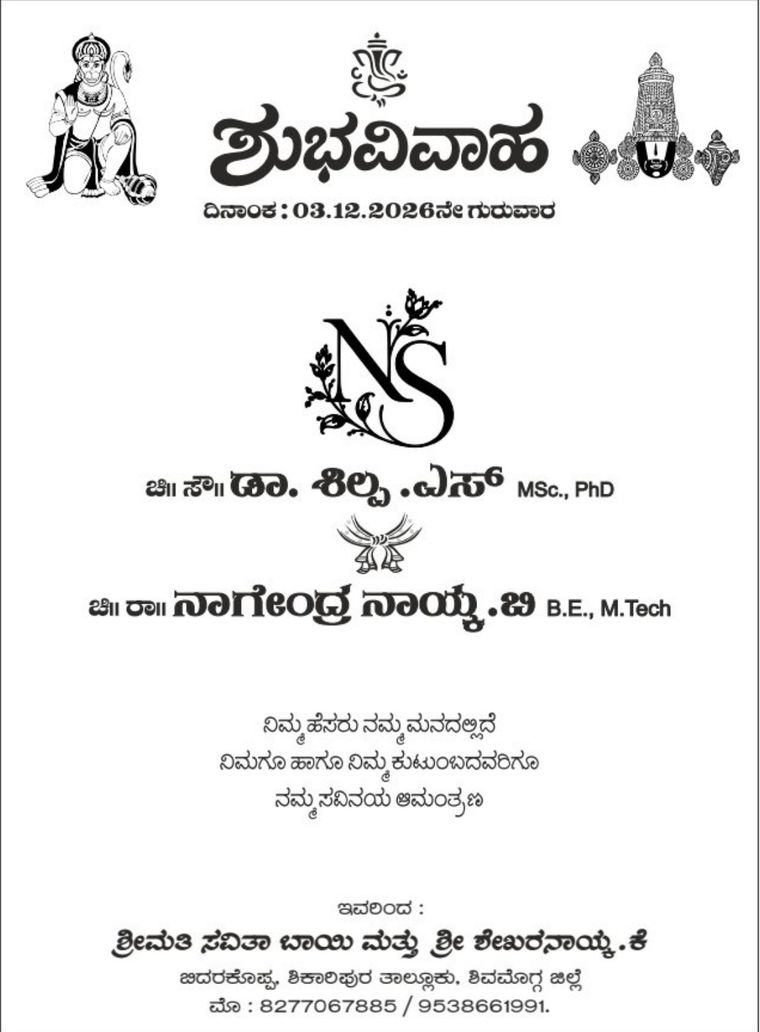 ಶುಭವಿವಾಹ
ದಿನಾಂಕ : 03.12.2026ನೇ ಗುರುವಾರ
NS
ಚಿ॥ ಸೌ॥ ಡಾ. ಶಿಲ್ಪ .ಎಸ್ MSc., PhD
ಚಿ॥ ರಾ॥ ನಾಗೇಂದ್ರ ನಾಯ್ಕ.ಬಿ B.E., M.Tech
ನಿಮ್ಮ ಹೆಸರು ನಮ್ಮ ಮನದಲ್ಲಿದೆ
ನಿಮಗೂ ಹಾಗೂ ನಿಮ್ಮ ಕುಟುಂಬದವರಿಗೂ
ನಮ್ಮ ಸವಿನಯ ಆಮಂತ್ರಣ
ಇವರಿಂದ :
ಶ್ರೀಮತಿ ಸವಿತಾ ಬಾಯಿ ಮತ್ತು ಶ್ರೀ ಶೇಖರನಾಯ್ಕ .ಕೆ
ಬಿದರಕೊಪ್ಪ, ಶಿಕಾರಿಪುರ ತಾಲ್ಲೂಕು, ಶಿವಮೊಗ್ಗ ಜಿಲ್ಲೆ
ಮೊ : 8277067885 / 9538661991.